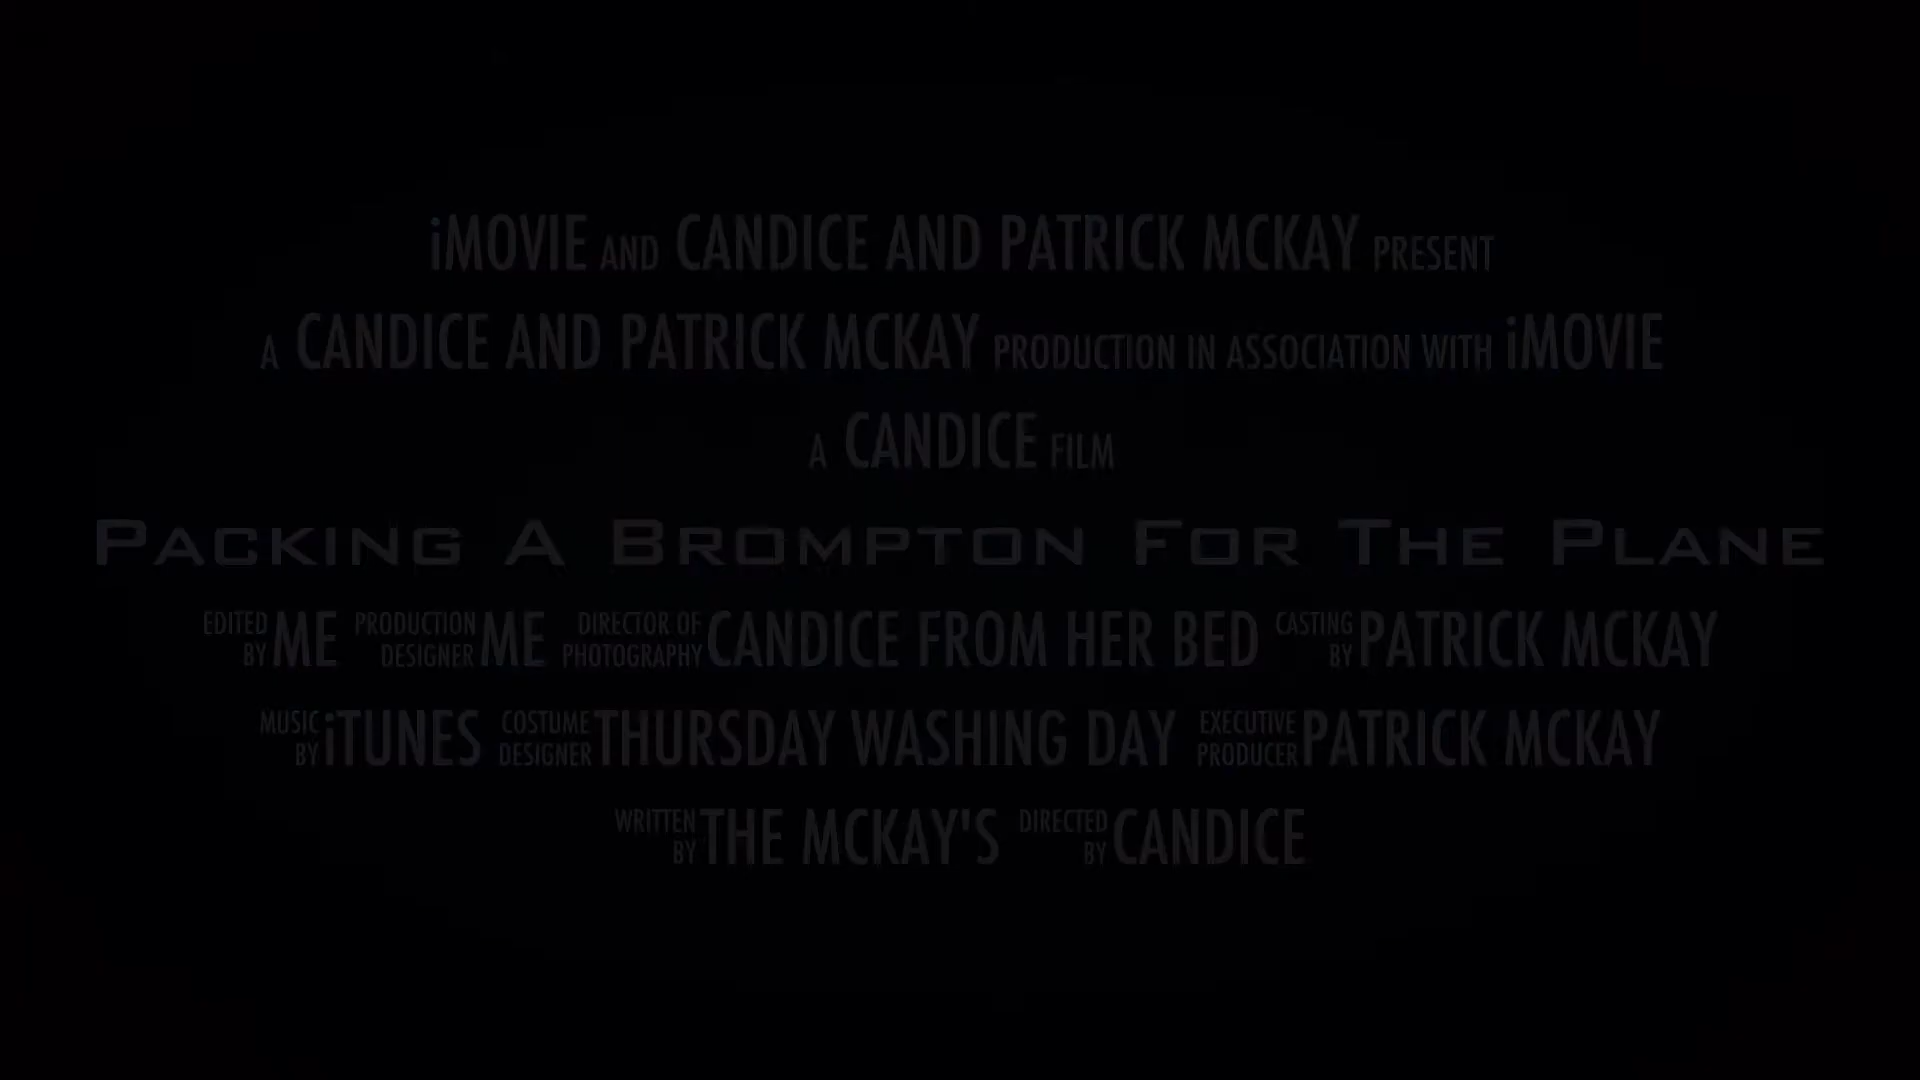 iMOVIE AND CANDICE AND PATRICK MCKAY PRESENT
A CANDICE AND PATRICK MCKAY PRODUCTION IN ASSOCIATION WITH iMOVIE
A CANDICE FILM
PACKING A BROMPTON FOR THE PLANE
EDITED BY ME PRODUCTION DESIGNER ME DIRECTOR OF PHOTOGRAPHY CANDICE FROM HER BED CASTING BY PATRICK MCKAY
MUSIC BY iTUNES COSTUME DESIGNER THURSDAY WASHING DAY EXECUTIVE PRODUCER PATRICK MCKAY
WRITTEN BY THE MCKAY'S DIRECTED BY CANDICE